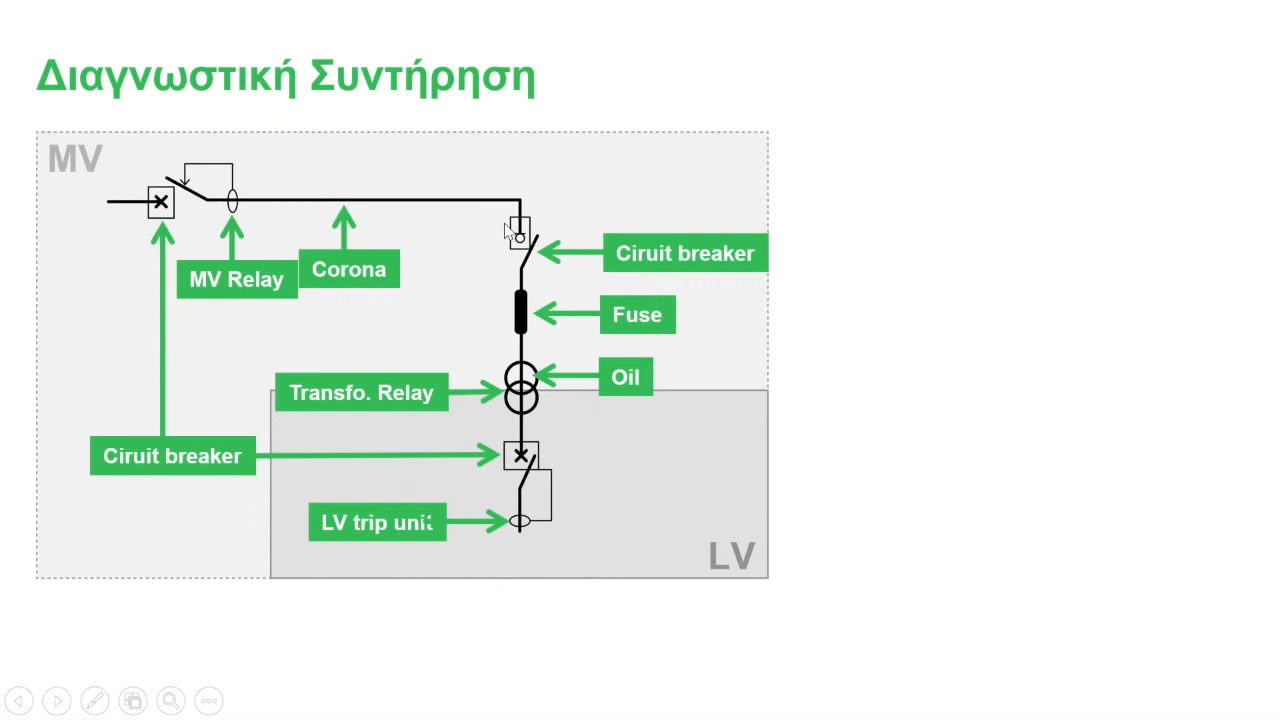 Διαγνωστική Συντήρηση
MV
MV Relay
Corona
Ciruit breaker
Fuse
Oil
Transfo. Relay
Ciruit breaker
LV trip unit
LV